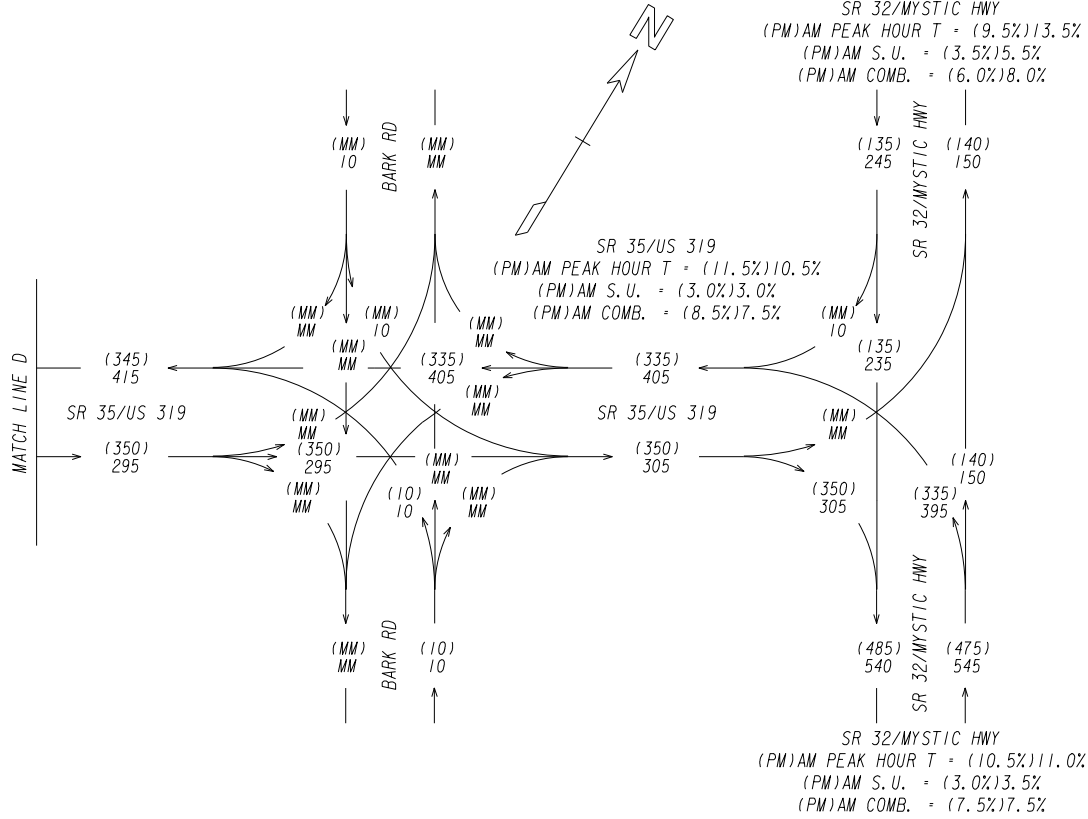 SR 32/MYSTIC HWY
(PM)AM PEAK HOUR T = (9.5%)13.5%
(PM)AM S.U. = (3.5%)5.5%
(PM)AM COMB. = (6.0%)8.0%
N
(MM)
10
BARK RD
(MM)
MM
(135)
245
SR 32/MYSTIC HWY
(140)
150
SR 35/US 319
(PM)AM PEAK HOUR T = (11.5%)10.5%
(PM)AM S.U. = (3.0%)3.0%
(PM)AM COMB. = (8.5%)7.5%
(MM)
MM
(MM)
10
(MM)
MM
(MM)
10
MATCH LINE D
(345)
415
(MM)
MM
(335)
405
(MM)
MM
(335)
405
(135)
235
SR 35/US 319
(MM)
MM
SR 35/US 319
(MM)
MM
(350)
295
(350)
295
(MM)
MM
(350)
305
(140)
150
(MM)
MM
(10)
10
(MM)
MM
(350)
305
(335)
395
(MM)
MM
BARK RD
(10)
10
(485)
540
SR 32/MYSTIC HWY
(475)
545
SR 32/MYSTIC HWY
(PM)AM PEAK HOUR T = (10.5%)11.0%
(PM)AM S.U. = (3.0%)3.5%
(PM)AM COMB. = (7.5%)7.5%